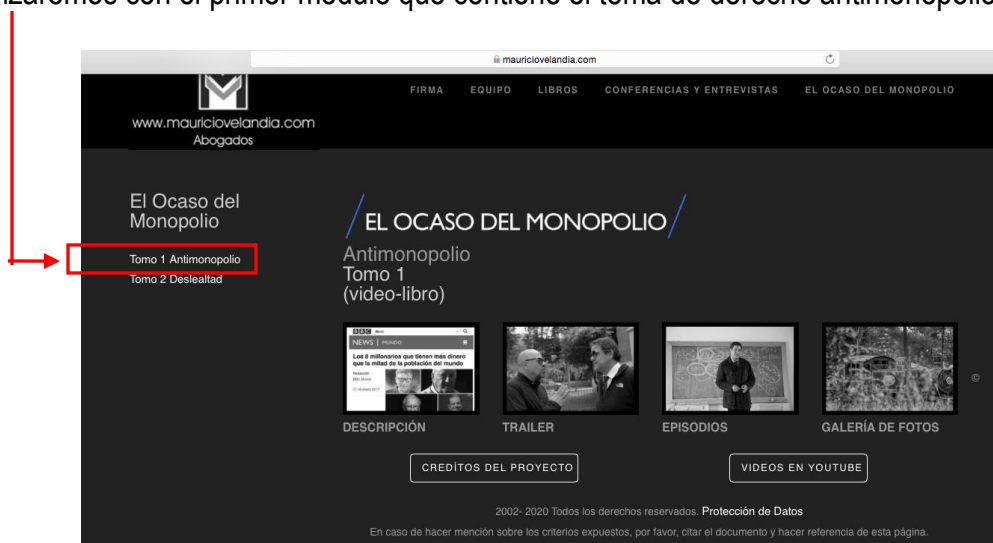 zaremos con el primer módulo que contiene el toma de derecho antimonopolio
mauriciovelandia.com
FIRMA EQUIPO LIBROS CONFERENCIAS Y ENTREVISTAS EL OCASO DEL MONOPOLIO
www.mauriciovelandia.com
Abogados
El Ocaso del
Monopolio
Tomo 1 Antimonopolio
Tomo 2 Deslealtad
/EL OCASO DEL MONOPOLIO/
Antimonopolio
Tomo 1
(video-libro)
BBC
NEWS | MUNDO
Los 8 millonarios que tienen más dinero
que la mitad de la población del mundo
©
DESCRIPCIÓN TRAILER EPISODIOS GALERÍA DE FOTOS
CREDÍTOS DEL PROYECTO VIDEOS EN YOUTUBE
2002- 2020 Todos los derechos reservados. Protección de Datos
En caso de hacer mención sobre los criterios expuestos, por favor, citar el documento y hacer referencia de esta página.